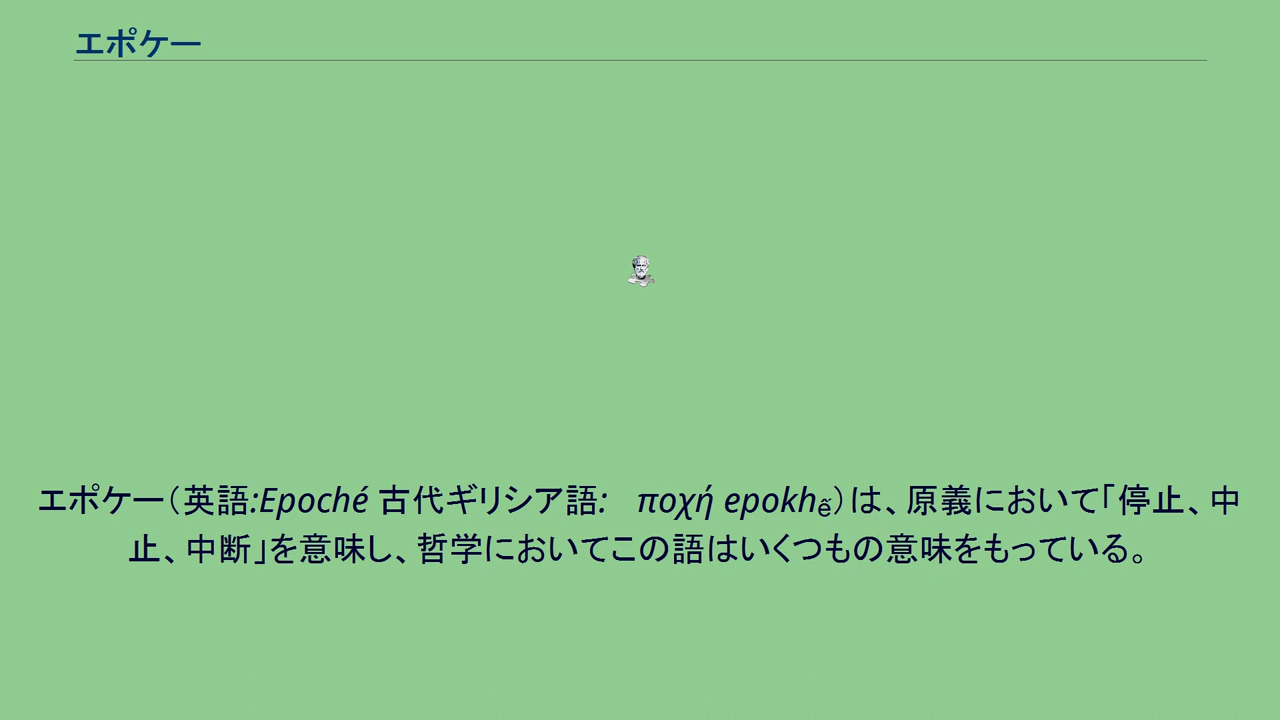 エポケー
エポケー（英語:Epoché 古代ギリシア語: ποχή epokhễ）は、原義において「停止、中
止、中断」を意味し、哲学においてこの語はいくつもの意味をもっている。